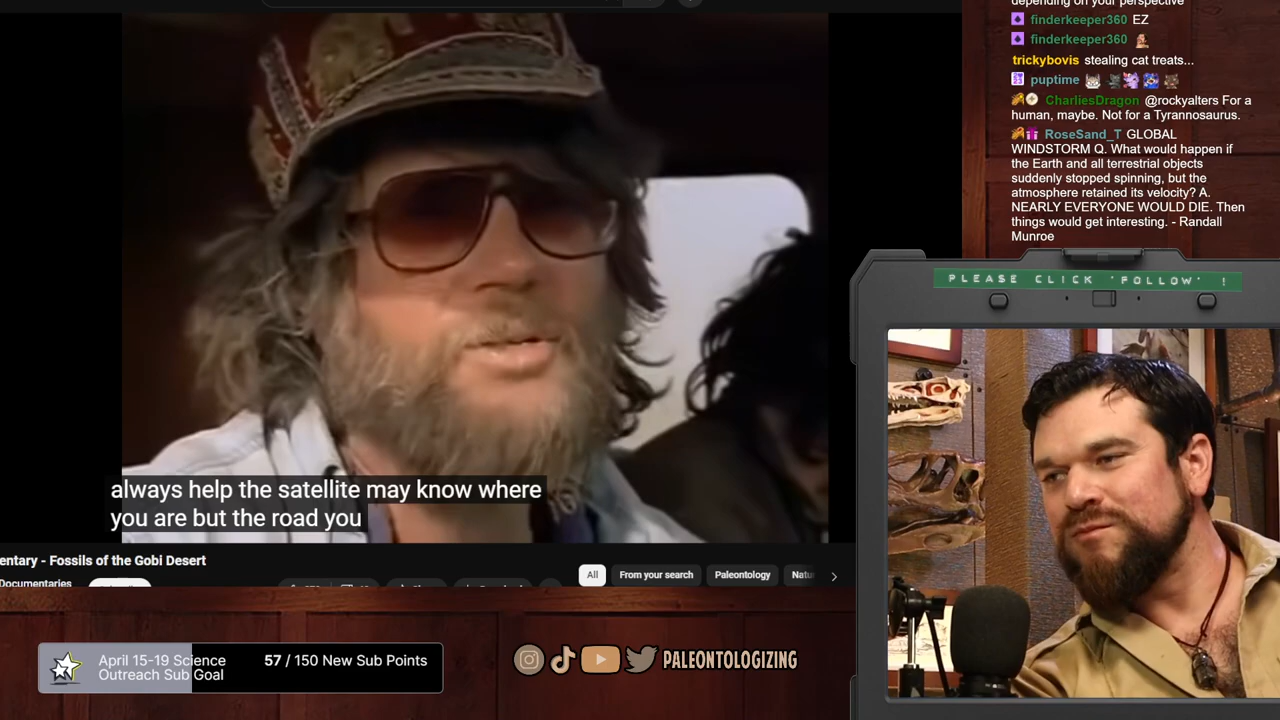 depending on your perspective
finderkeeper360 EZ
finderkeeper360
trickybovis stealing cat treats...
puptime
CharliesDragon @rockyalters For a
human, maybe. Not for a Tyrannosaurus.
RoseSand_T GLOBAL
WINDSTORM Q. What would happen if
the Earth and all terrestrial objects
suddenly stopped spinning, but the
atmosphere retained its velocity? A.
NEARLY EVERYONE WOULD DIE. Then
things would get interesting. - Randall
Munroe
PLEASE CLICK 'FOLLOW' !
always help the satellite may know where
you are but the road you
entary - Fossils of the Gobi Desert
Documentaries
All From your search Paleontology Natu
April 15-19 Science 57 / 150 New Sub Points
Outreach Sub Goal
PALEONTOLOGIZING